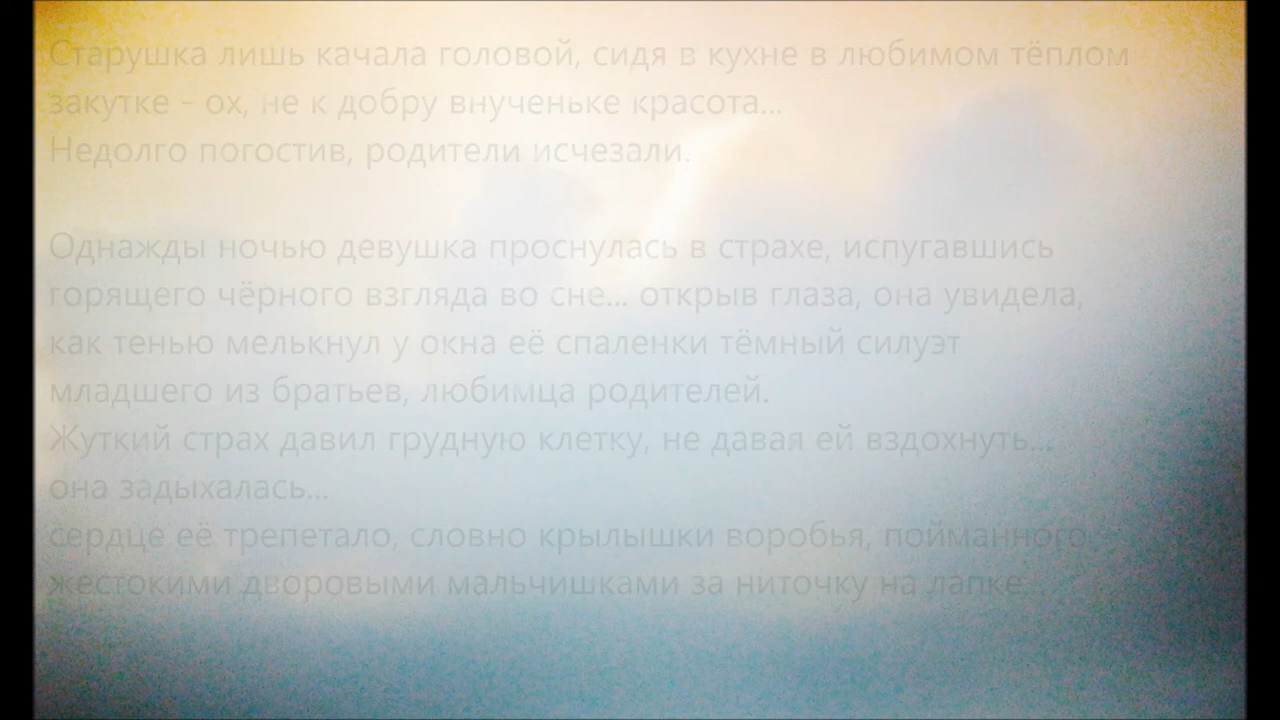 Старушка лишь качала головой, сидя в кухне в любимом тёплом
закутке - ох, не к добру внученьке красота...
Недолго погостив, родители исчезали.
Однажды ночью девушка проснулась в страхе, испугавшись
горящего чёрного взгляда во сне... открыв глаза, она увидела,
как тенью мелькнул у окна её спаленки тёмный силуэт
младшего из братьев, любимца родителей.
Жуткий страх давил грудную клетку, не давая ей вздохнуть...
она задыхалась...
сердце её трепетало, словно крылышки воробья, пойманного
жестокими дворовыми мальчишками за ниточку на лапке...